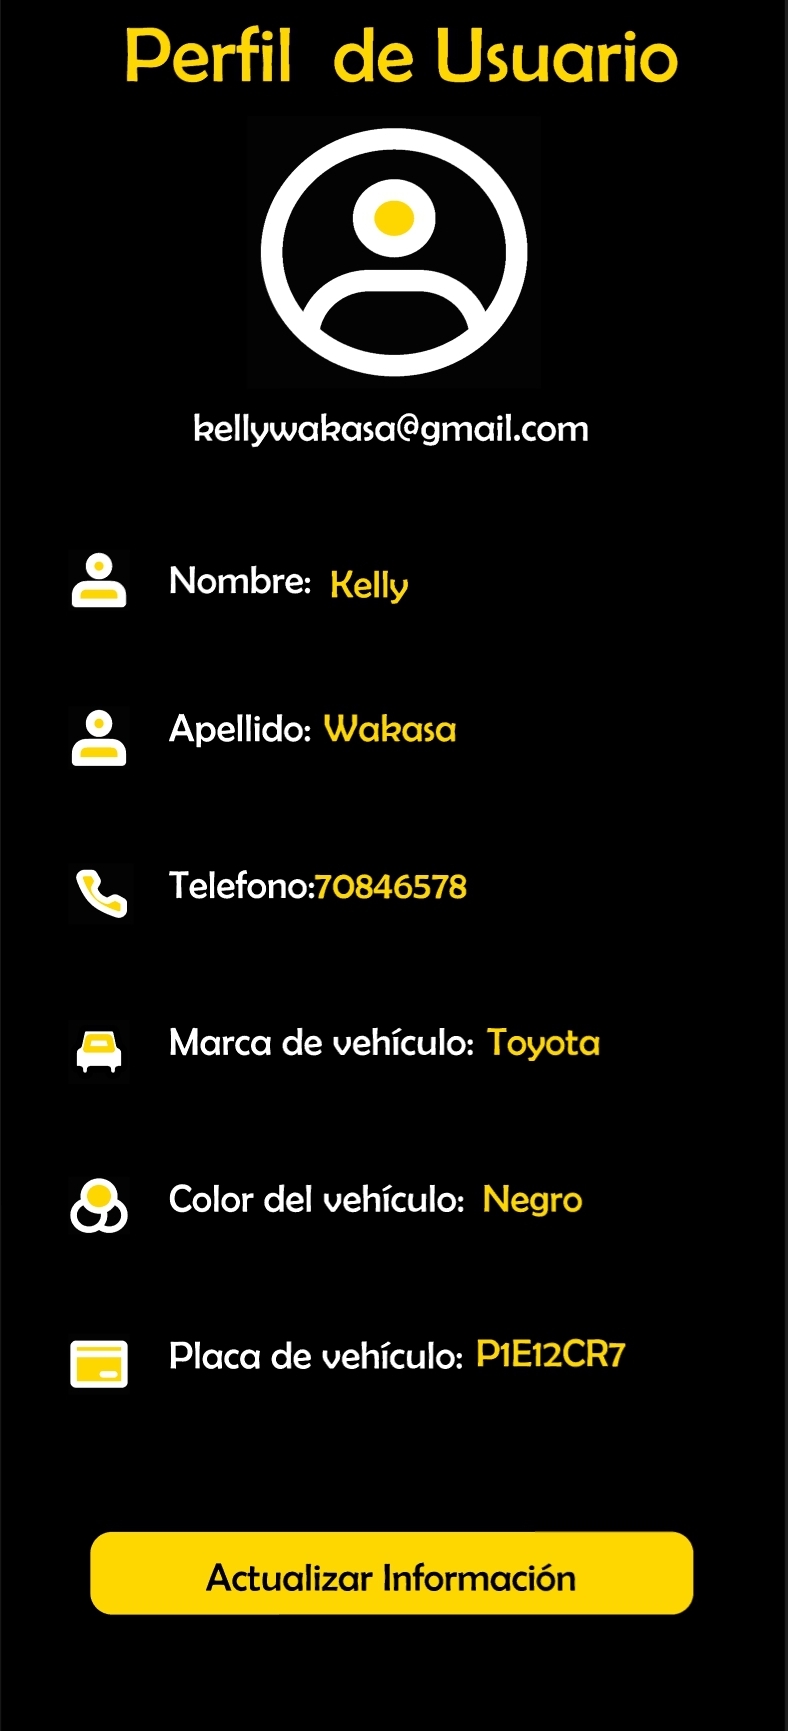 Perfil de Usuario
kellywakasa@gmail.com
Nombre: Kelly
Apellido: Wakasa
Telefono:70846578
Marca de vehículo: Toyota
Color del vehículo: Negro
Placa de vehículo: P1E12CR7
Actualizar Información